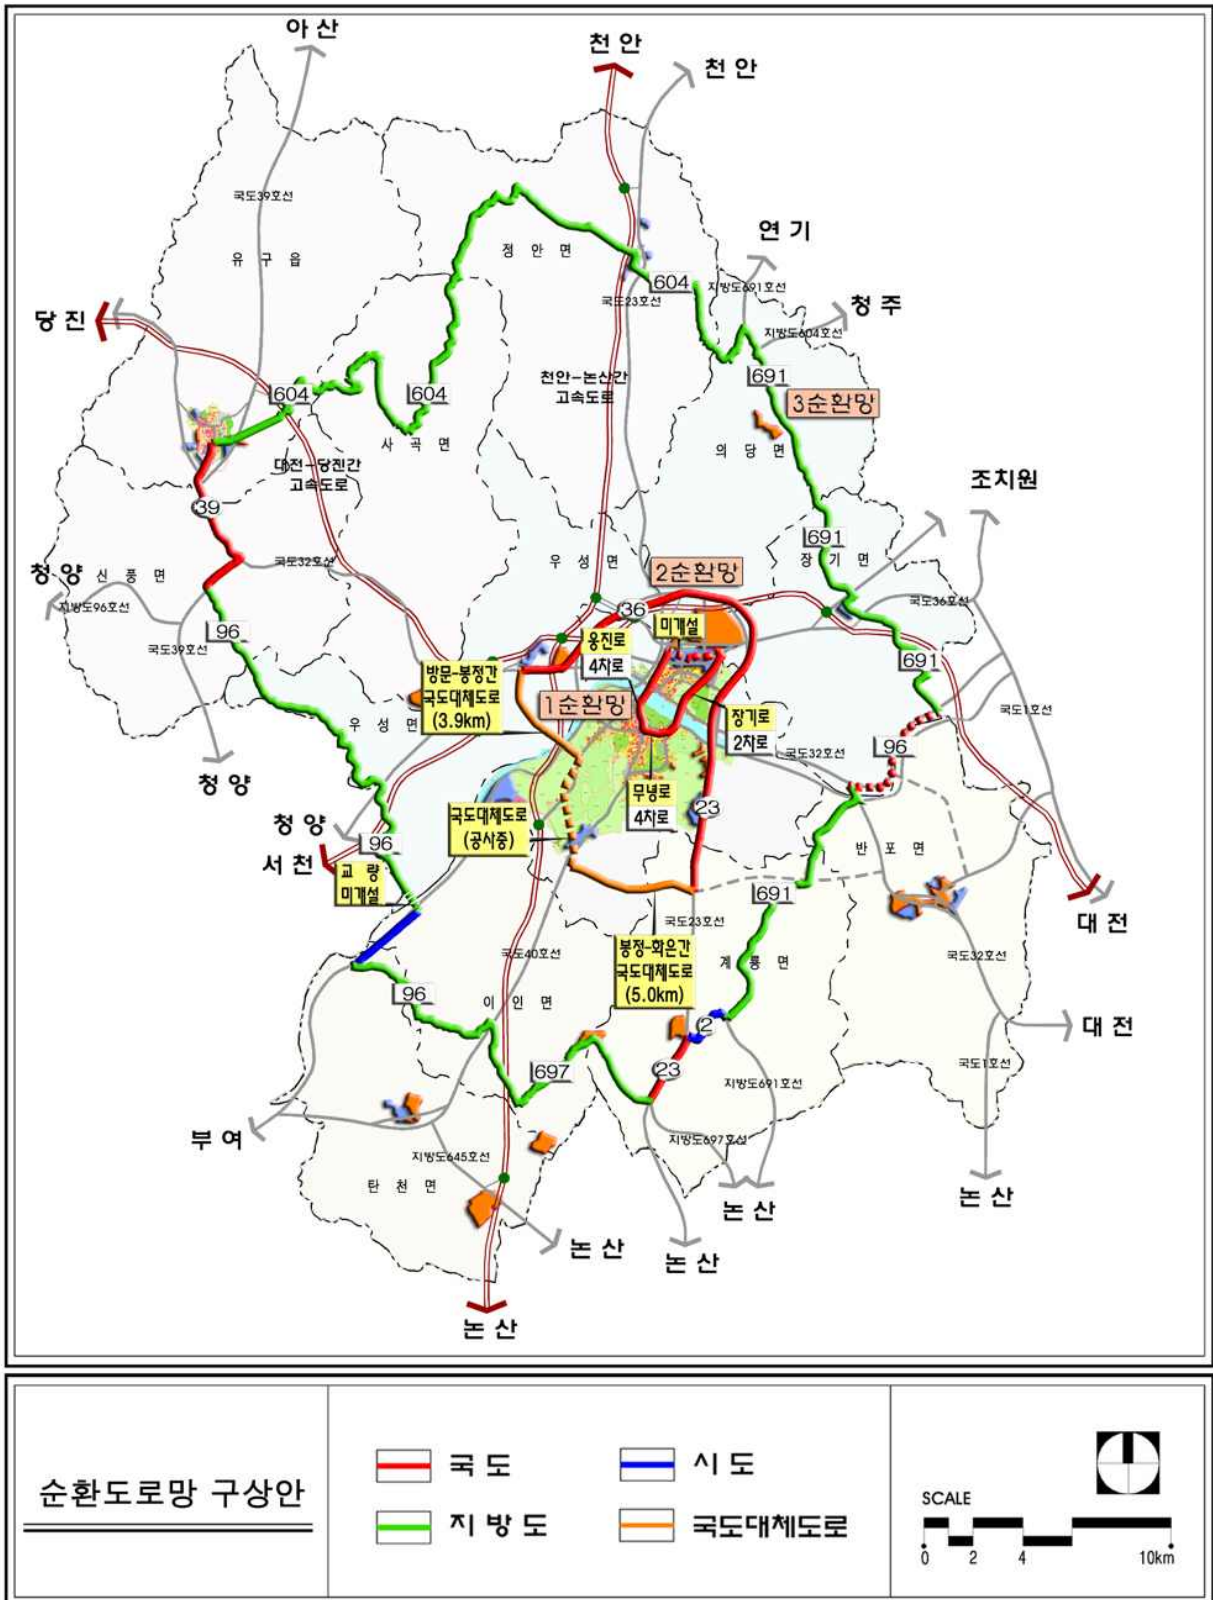 아 산
천 안
천 안
국도39호선
연 기
유 구 읍
정 안 면
604
지방도691호선
국도23호선
청 주
당 진
지방도604호선
천안-논산간
고속도로
691
3순환망
604
604
사 곡 면
의 당 면
대전-당진간
고속도로
조치원
39
691
장 기 면
우 성 면
국도32호선
2순환망
청 양
신 풍 면
지방도96호선
국도36호선
36
96
미개설
웅진로
4차로
국도39호선
691
방문-봉정간
국도대체도로
(3.9km)
1순환망
장기로
2차로
국도1호선
우 성 면
국도32호선
96
청 양
무녕로
4차로
23
국도대체도로
(공사중)
청 양
96
서 천
교 량
미개설
반 포 면
691
대 전
국도23호선
봉정-화은간
국도대체도로
(5.0km)
국도40호선
계 룡 면
국도32호선
96
이 인 면
2
대 전
697
23
국도1호선
지방도691호선
부 여
지방도697호선
지방도645호선
탄 천 면
논 산
논 산
논 산
논 산
논 산
순환도로망 구상안
국 도
시 도
지 방 도
국도대체도로
SCALE
0 2 4 10km